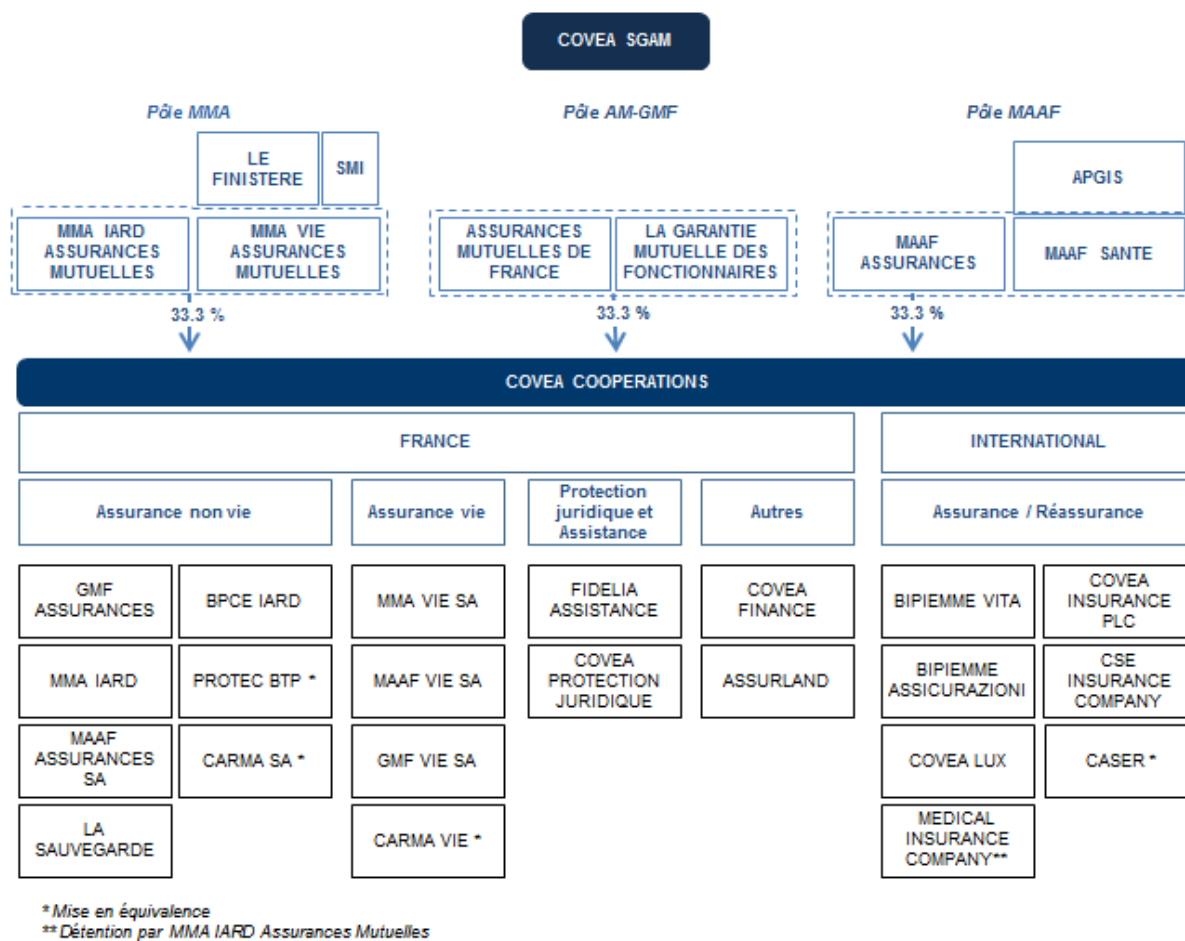 COVEA SGAM
Pôle MMA
Pôle AM-GMF
Pôle MAAF
LE
FINISTERE
SMI
APGIS
MMA IARD
ASSURANCES
MUTUELLES
MMA VIE
ASSURANCES
MUTUELLES
ASSURANCES
MUTUELLES DE
FRANCE
LA GARANTIE
MUTUELLE DES
FONCTIONNAIRES
MAAF
ASSURANCES
MAAF SANTE
33.3 %
33.3 %
33.3 %
COVEA COOPERATIONS
FRANCE
INTERNATIONAL
Assurance non vie
Assurance vie
Protection
juridique et
Assistance
Autres
Assurance / Réassurance
GMF
ASSURANCES
BPCE IARD
MMA VIE SA
FIDELIA
ASSISTANCE
COVEA
FINANCE
BIPIEMME VITA
COVEA
INSURANCE
PLC
MMA IARD
PROTEC BTP *
MAAF VIE SA
COVEA
PROTECTION
JURIDIQUE
ASSURLAND
BIPIEMME
ASSICURAZIONI
CSE
INSURANCE
COMPANY
MAAF
ASSURANCES
SA
CARMA SA *
GMF VIE SA
COVEA LUX
CASER *
LA
SAUVEGARDE
CARMA VIE *
MEDICAL
INSURANCE
COMPANY**
* Mise en équivalence
** Détention par MMA IARD Assurances Mutuelles